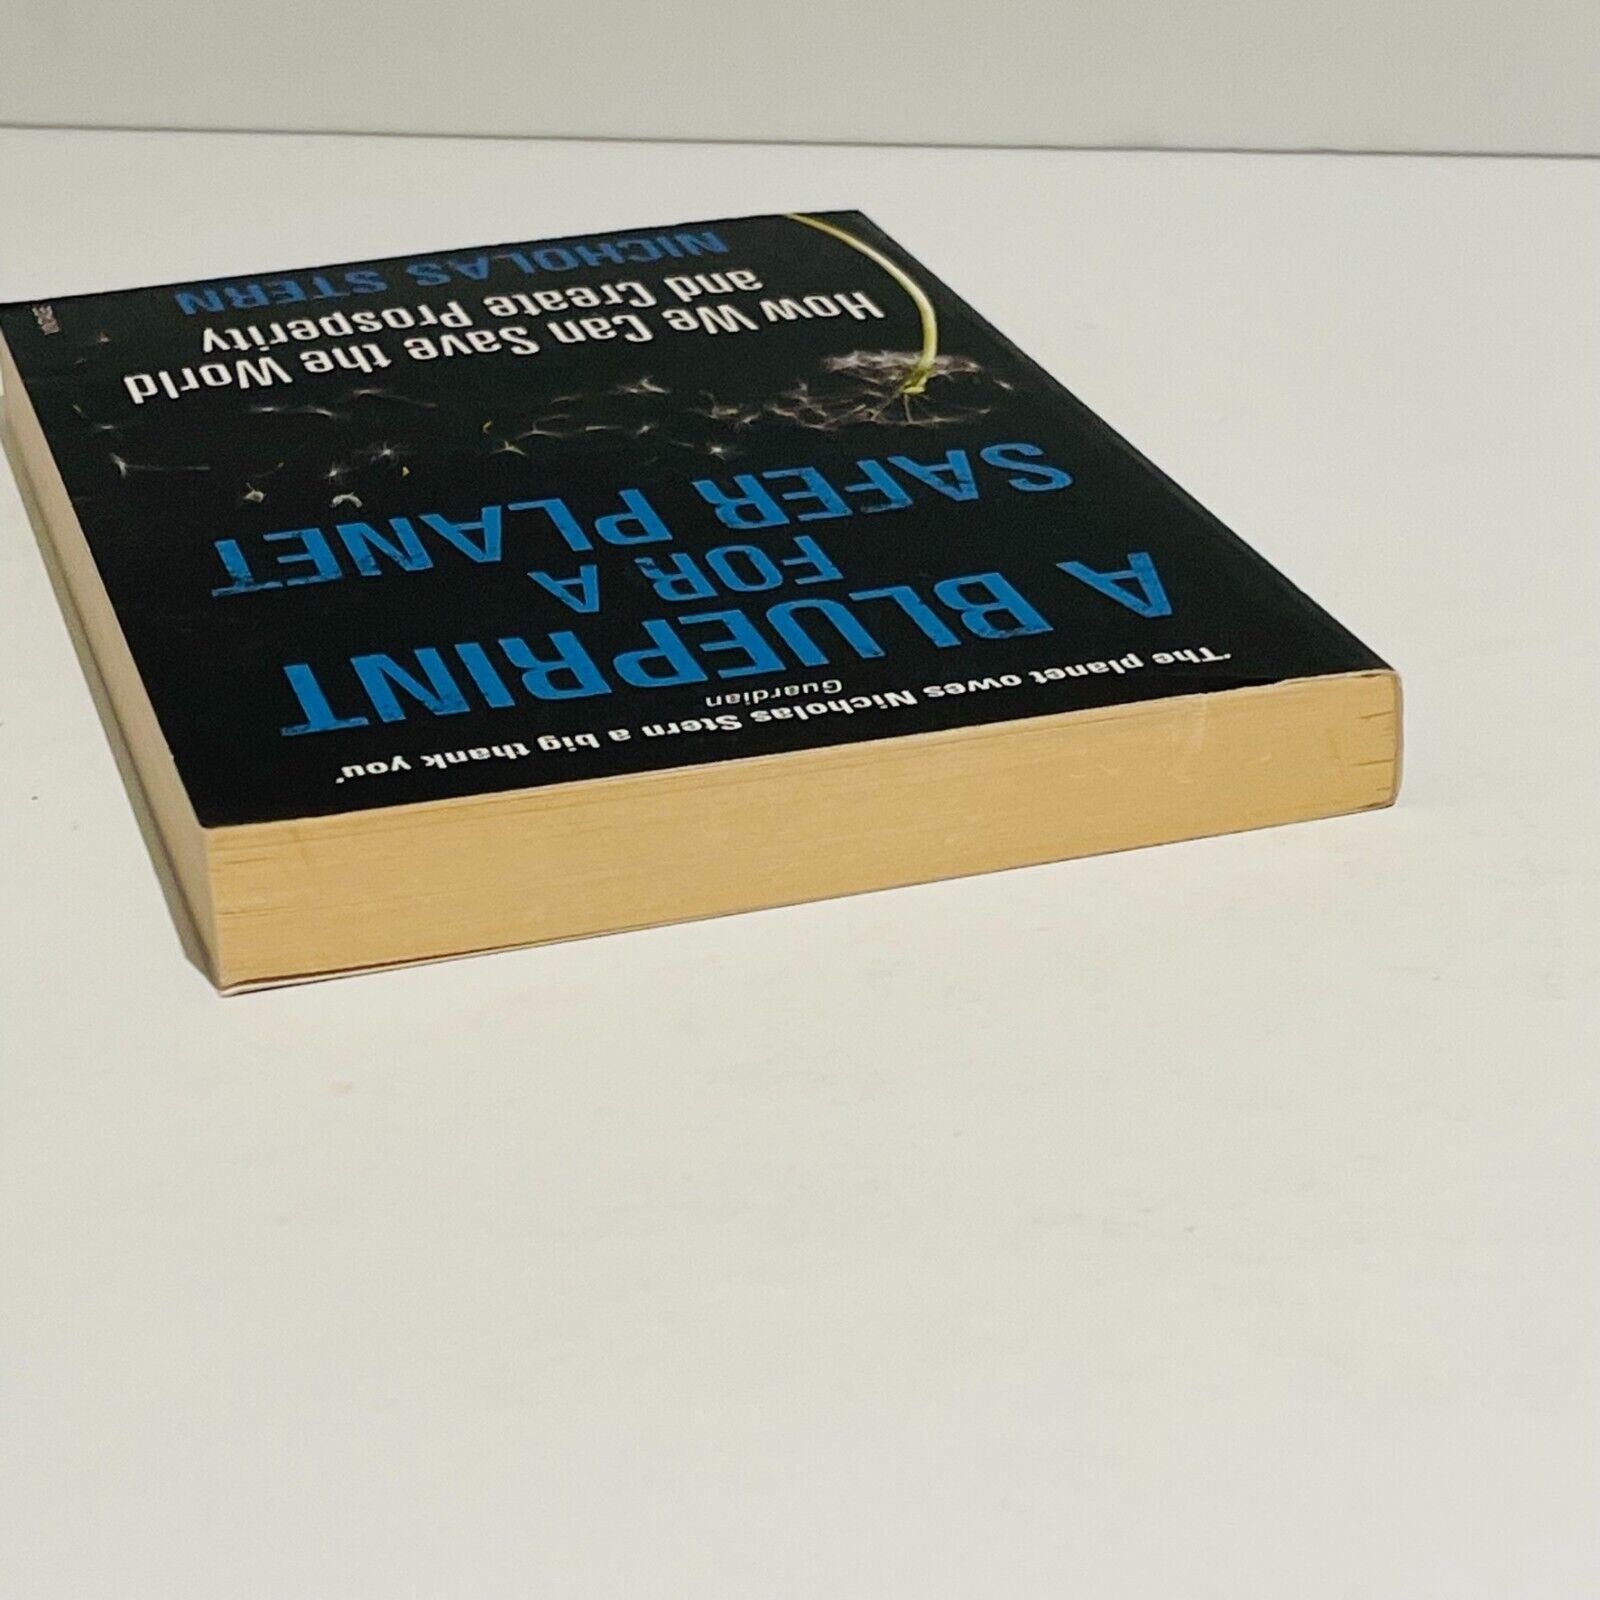 'The planet owes Nicholas Stern a big thank you'
Guardian
A BLUEPRINT
FOR A
SAFER PLANET
How We Can Save the World
and Create Prosperity
NICHOLAS STERN